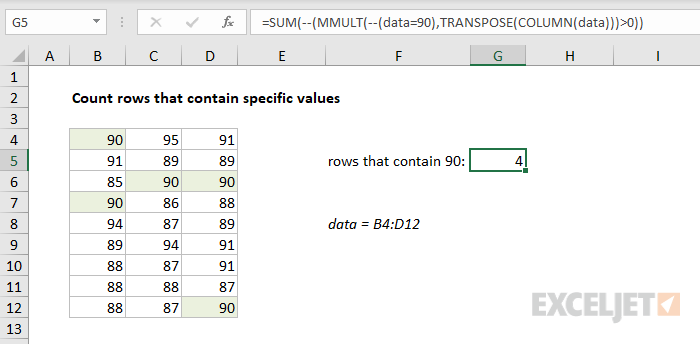 G5 =SUM(--(MMULT(--(data=90),TRANSPOSE(COLUMN(data)))>0))
A B C D E F G H I
1
2 Count rows that contain specific values
3
4 90 95 91
5 91 89 89 rows that contain 90: 4
6 85 90 90
7 90 86 88
8 94 87 89 data = B4:D12
9 89 94 91
10 88 87 91
11 88 88 87
12 88 87 90
13
EXCELJET